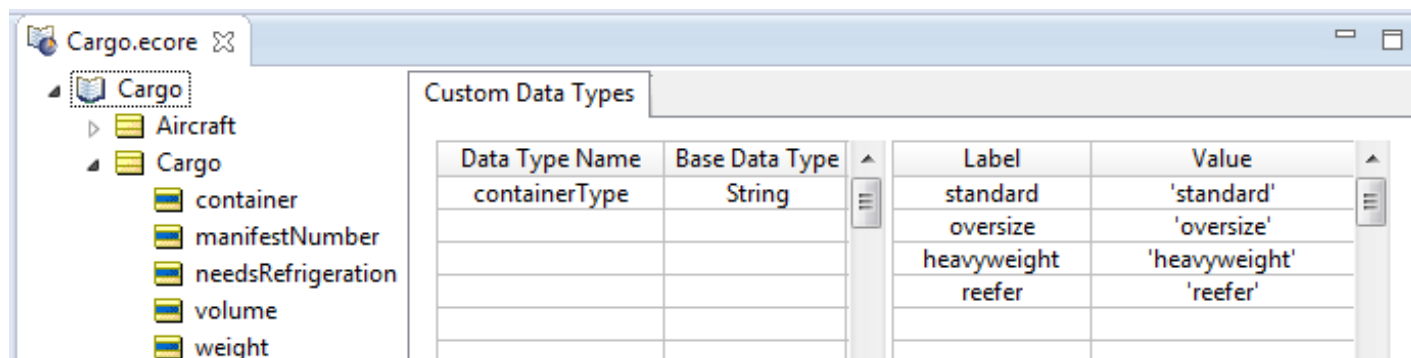 Cargo.ecore
Cargo
Custom Data Types
Aircraft
Cargo
container
manifestNumber
needsRefrigeration
volume
weight
Data Type Name Base Data Type Label Value
containerType String standard 'standard'
oversize 'oversize'
heavyweight 'heavyweight'
reefer 'reefer'